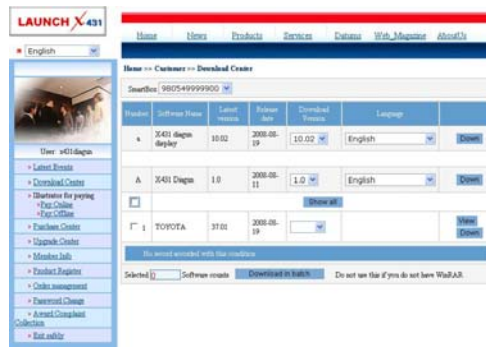 LAUNCH X-431
English
Home News Products Services Datums Web_Magazine AboutUs
Home >> Customer >> Download Center
SmartBox 980549999900
Number Software Name Latest version Release date Download Version Language
X431 diagun display 10.02 2008-08-19 10.02 English Down
A X431 Diagun 1.0 2008-08-11 1.0 English Down
Show all
1 TOYOTA 37.01 2008-08-19 View Down
No record accorded with this condition
Selected 0 Software counts Download in batch Do not use this if you do not have WinRAR
User: x431diagun
Latest Events
Download Center
Illustrator for paying
Pay Online
Pay Offline
Purchase Center
Upgrade Center
Member Info
Product Register
Order management
Password Change
Award Complaint Collection
Exit safely